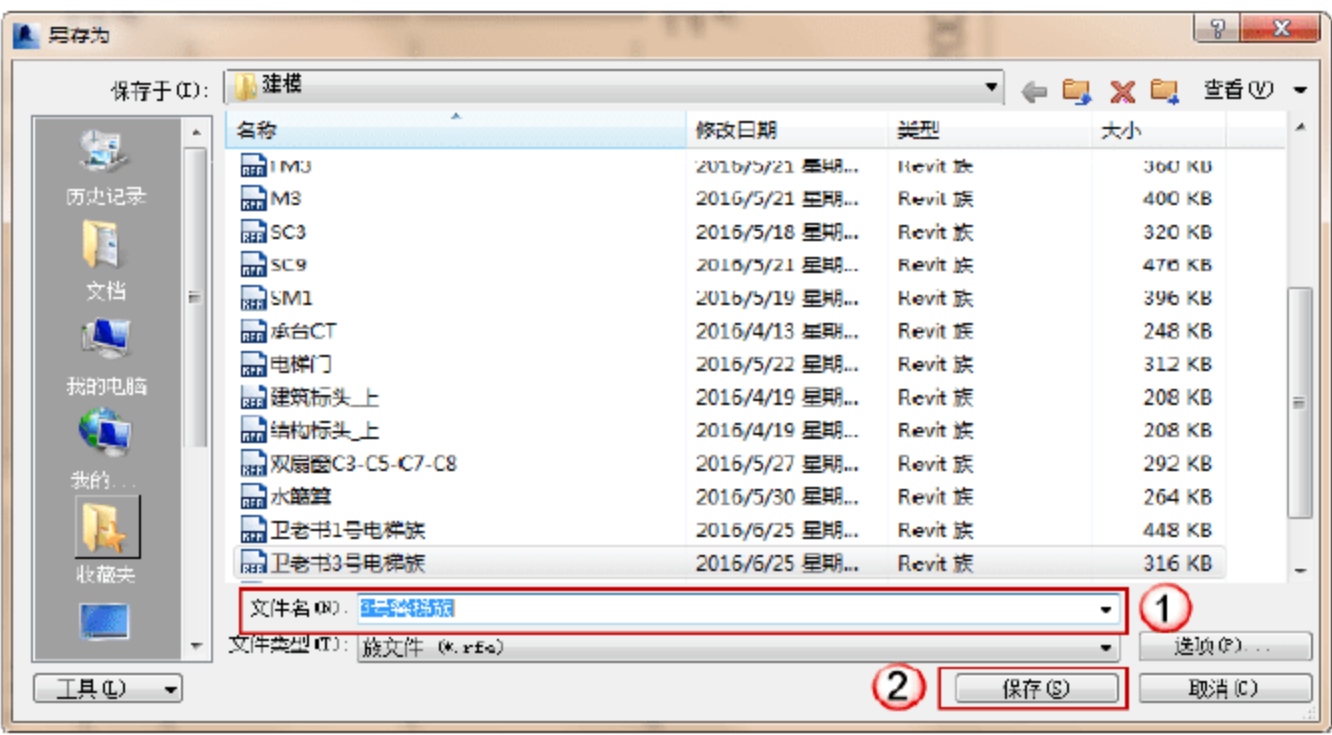 另存为
保存于(I):
建模
查看(V)
名称 修改日期 类型 大小
2016/5/21 星期... Revit 族 360 KB
M3 2016/5/21 星期... Revit 族 400 KB
SC3 2016/5/18 星期... Revit 族 320 KB
SC9 2016/5/21 星期... Revit 族 476 KB
SM1 2016/5/19 星期... Revit 族 396 KB
承台CT 2016/4/13 星期... Revit 族 248 KB
电梯门 2016/5/22 星期... Revit 族 312 KB
建筑标头_上 2016/4/19 星期... Revit 族 208 KB
结构标头_上 2016/4/19 星期... Revit 族 208 KB
双扇窗C3-C5-C7-C8 2016/5/27 星期... Revit 族 292 KB
2016/5/30 星期... Revit 族 264 KB
卫老书1号电梯族 2016/6/25 星期... Revit 族 448 KB
卫老书3号电梯族 2016/6/25 星期... Revit 族 316 KB
历史记录
文档
我的电脑
我的...
收藏夹
文件名(N):
1
文件类型(T): 族文件 (*.rfa)
选项(P)...
工具(L)
2
保存(S)
取消(C)